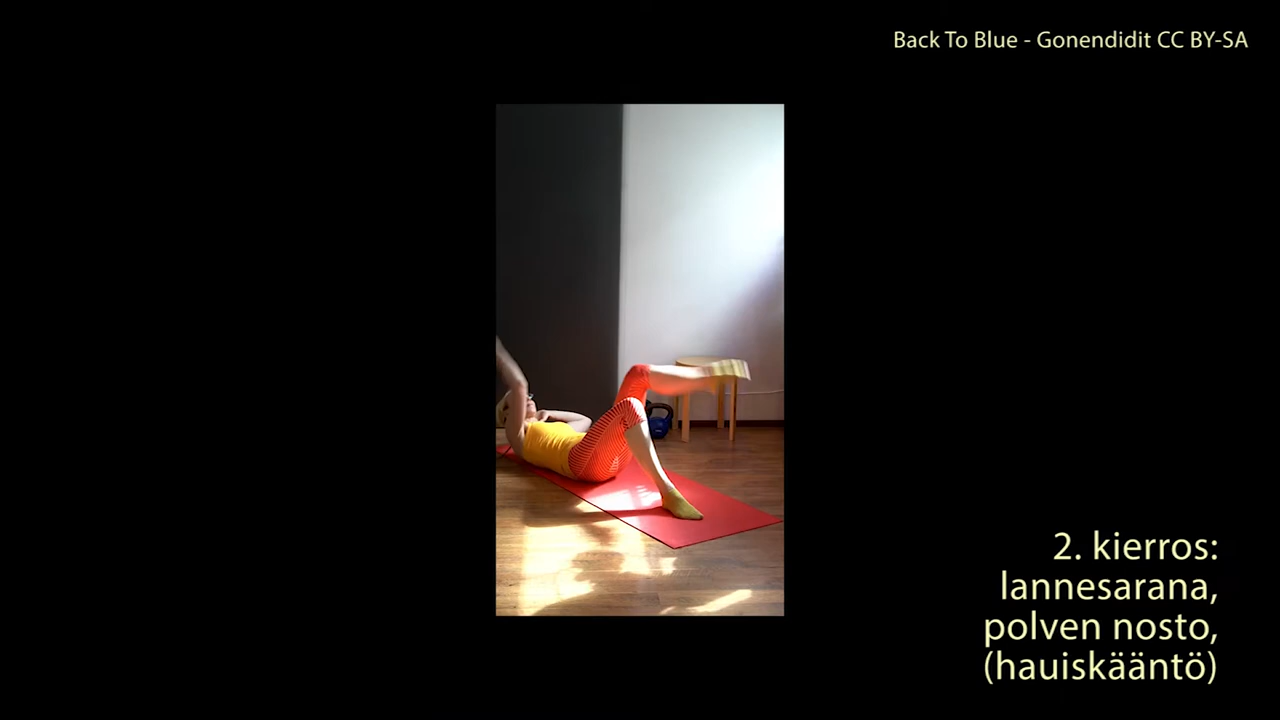 Back To Blue - Gonendidit CC BY-SA
2. kierros:
lannesarana,
polven nosto,
(hauiskääntö)